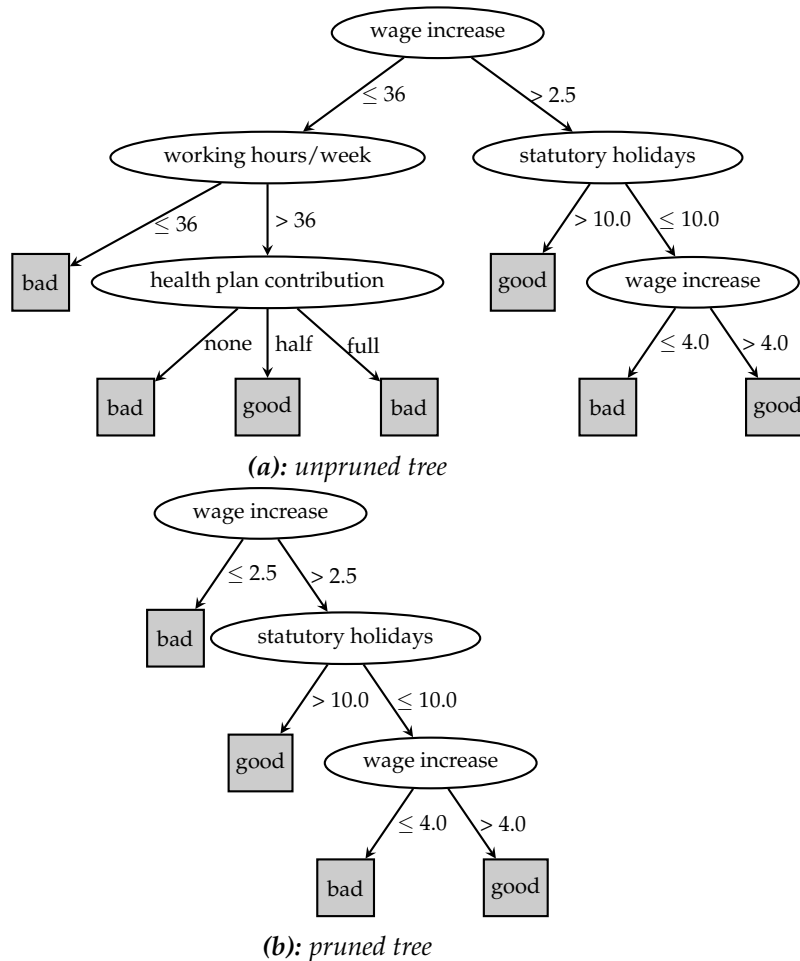 wage increase
≤ 36
> 2.5
working hours/week
statutory holidays
≤ 36
> 36
> 10.0
≤ 10.0
bad
health plan contribution
good
wage increase
none
half
full
≤ 4.0
> 4.0
bad
good
bad
bad
good
(a): unpruned tree
wage increase
≤ 2.5
> 2.5
bad
statutory holidays
> 10.0
≤ 10.0
good
wage increase
≤ 4.0
> 4.0
bad
good
(b): pruned tree